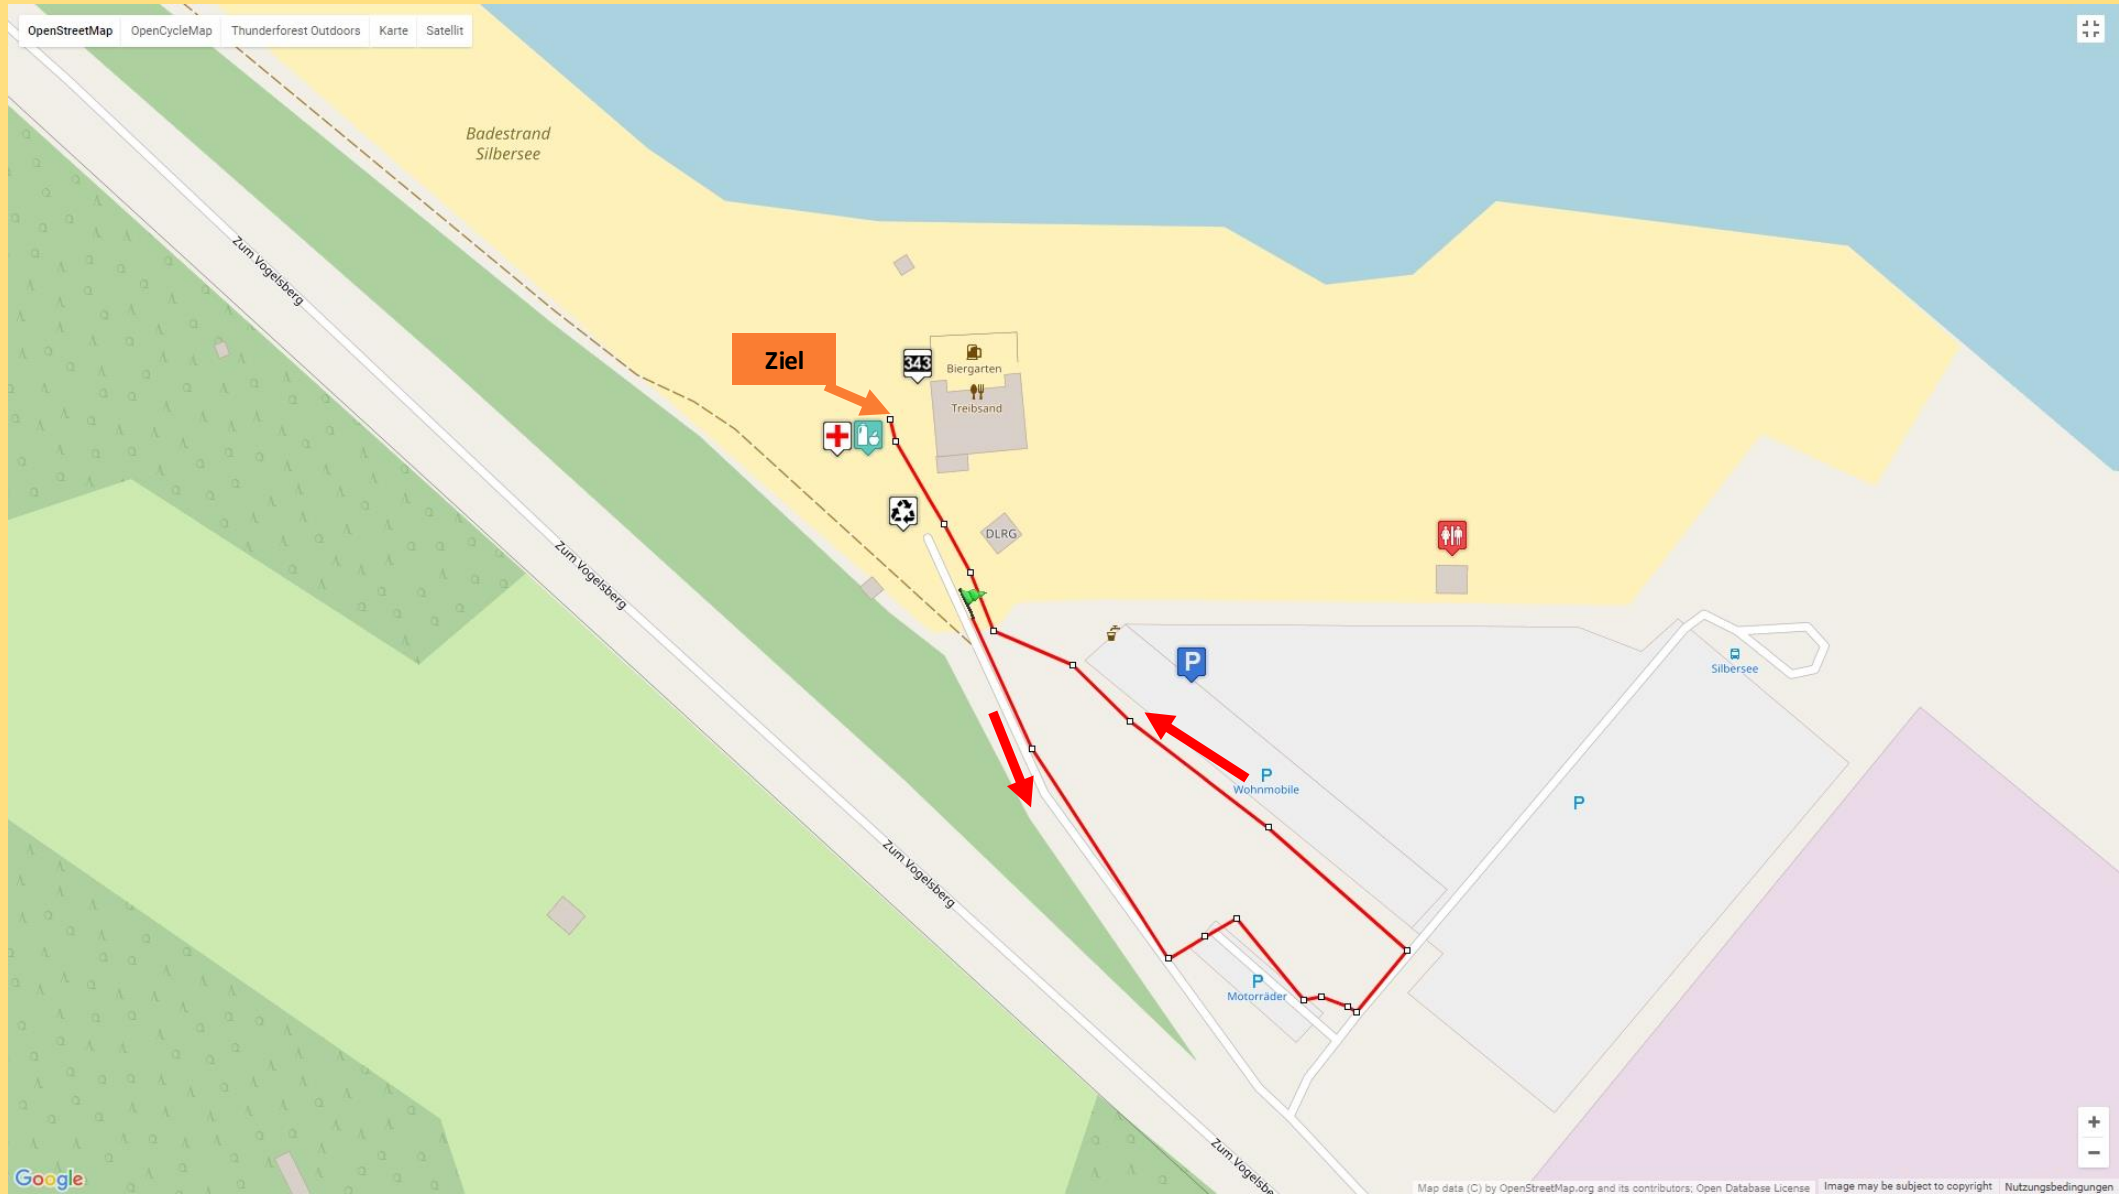 OpenStreetMap OpenCycleMap Thunderforest Outdoors Karte Satellit
Badestrand
Silbersee
Zum Vogelsberg
Ziel
343
Biergarten
Treibsand
DLRG
Zum Vogelsberg
P
Silbersee
P
Wohnmobile
P
Zum Vogelsberg
P
Motorräder
Zum Vogelsbe
Google
Map data (C) by OpenStreetMap.org and its contributors; Open Database License Image may be subject to copyright Nutzungsbedingungen